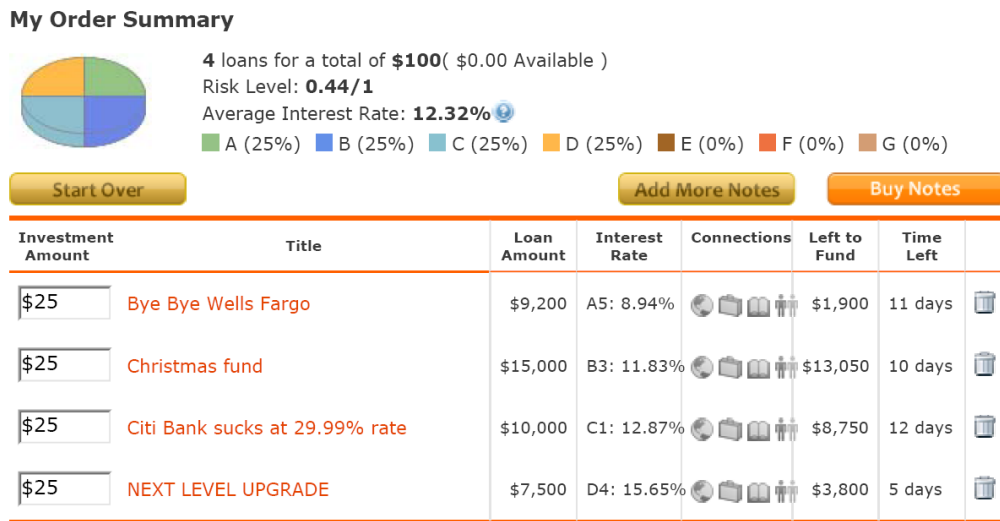 My Order Summary
4 loans for a total of $100( $0.00 Available )
Risk Level: 0.44/1
Average Interest Rate: 12.32%
A (25%) B (25%) C (25%) D (25%) E (0%) F (0%) G (0%)
Start Over Add More Notes Buy Notes
Investment Amount Title Loan Amount Interest Rate Connections Left to Fund Time Left
$25 Bye Bye Wells Fargo $9,200 A5: 8.94% $1,900 11 days
$25 Christmas fund $15,000 B3: 11.83% $13,050 10 days
$25 Citi Bank sucks at 29.99% rate $10,000 C1: 12.87% $8,750 12 days
$25 NEXT LEVEL UPGRADE $7,500 D4: 15.65% $3,800 5 days